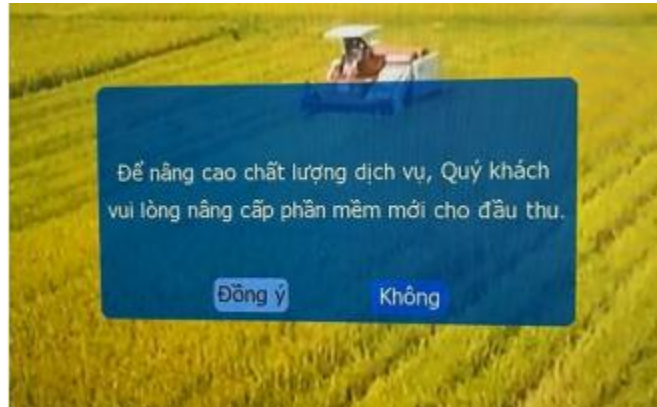 Để nâng cao chất lượng dịch vụ, Quý khách
vui lòng nâng cấp phần mềm mới cho đầu thu.
Đồng ý Không